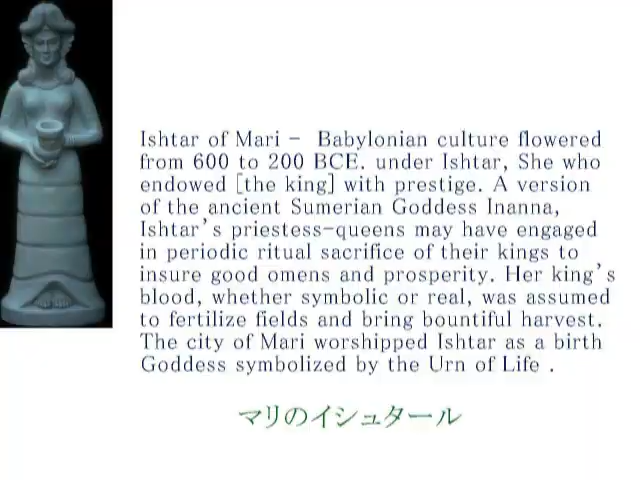 Ishtar of Mari - Babylonian culture flowered
from 600 to 200 BCE. under Ishtar, She who
endowed [the king] with prestige. A version
of the ancient Sumerian Goddess Inanna,
Ishtar's priestess-queens may have engaged
in periodic ritual sacrifice of their kings to
insure good omens and prosperity. Her king's
blood, whether symbolic or real, was assumed
to fertilize fields and bring bountiful harvest.
The city of Mari worshipped Ishtar as a birth
Goddess symbolized by the Urn of Life .
マリのイシュタール